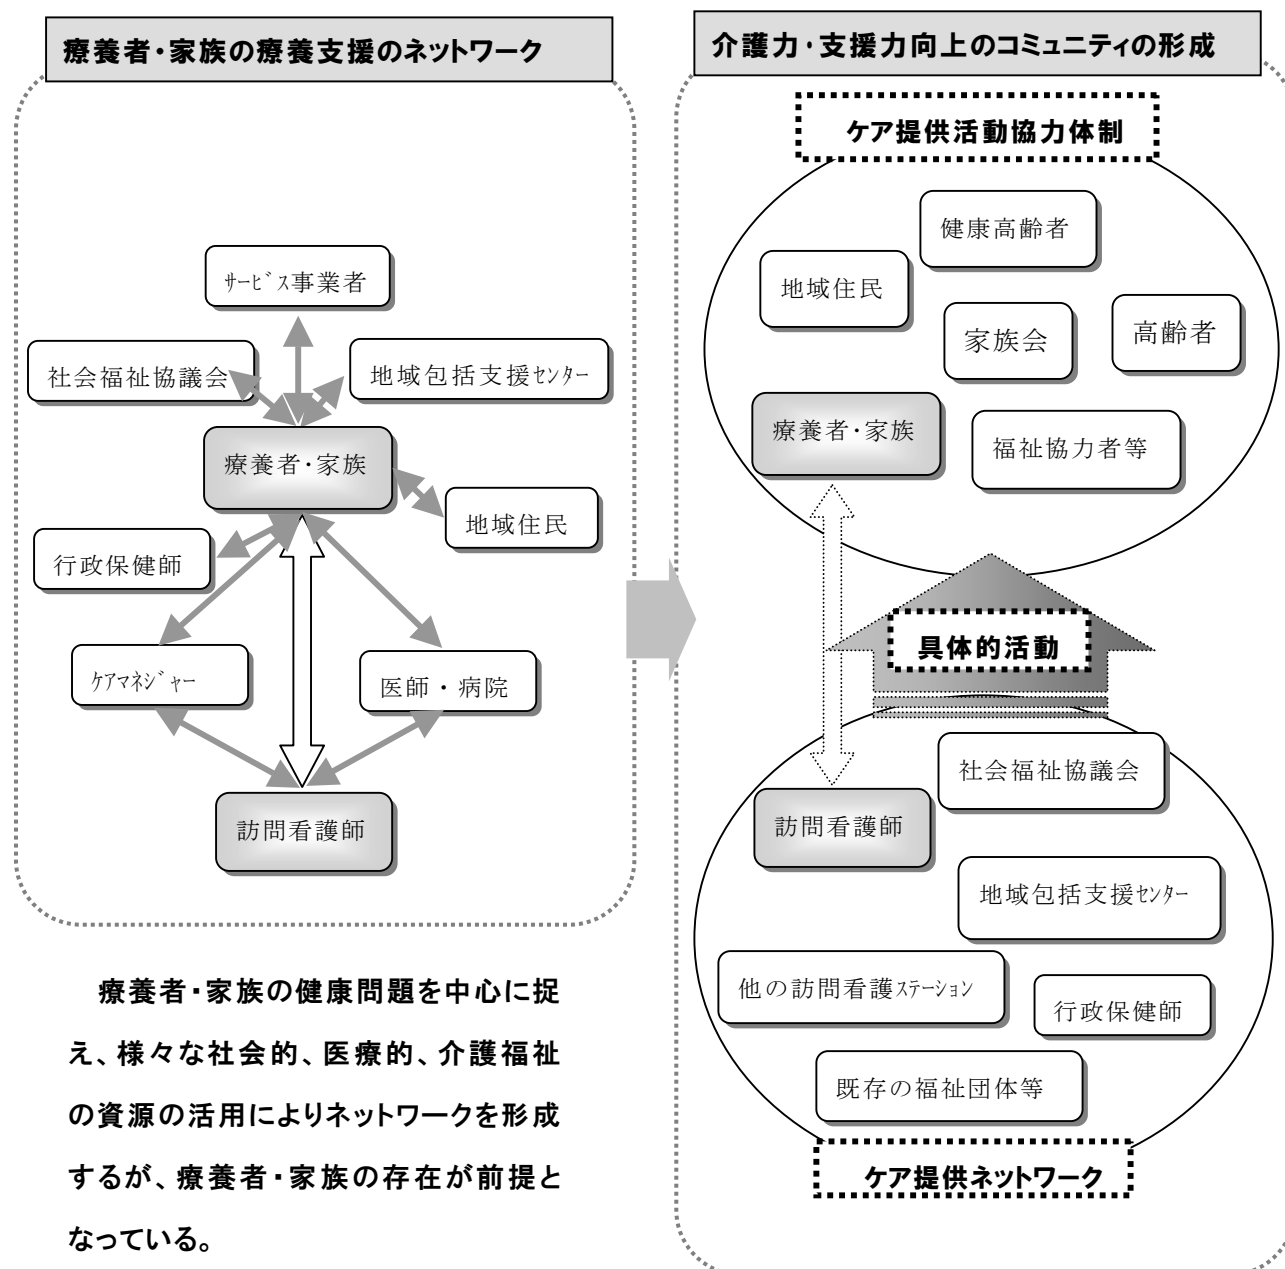 療養者・家族の療養支援のネットワーク
サービス事業者
社会福祉協議会
地域包括支援センター
療養者・家族
地域住民
行政保健師
ケアマネジャー
医師・病院
訪問看護師
療養者・家族の健康問題を中心に捉
え、様々な社会的、医療的、介護福祉
の資源の活用によりネットワークを形成
するが、療養者・家族の存在が前提と
なっている。
介護力・支援力向上のコミュニティの形成
ケア提供活動協力体制
健康高齢者
地域住民
家族会
高齢者
療養者・家族
福祉協力者等
具体的活動
社会福祉協議会
訪問看護師
地域包括支援センター
他の訪問看護ステーション
行政保健師
既存の福祉団体等
ケア提供ネットワーク